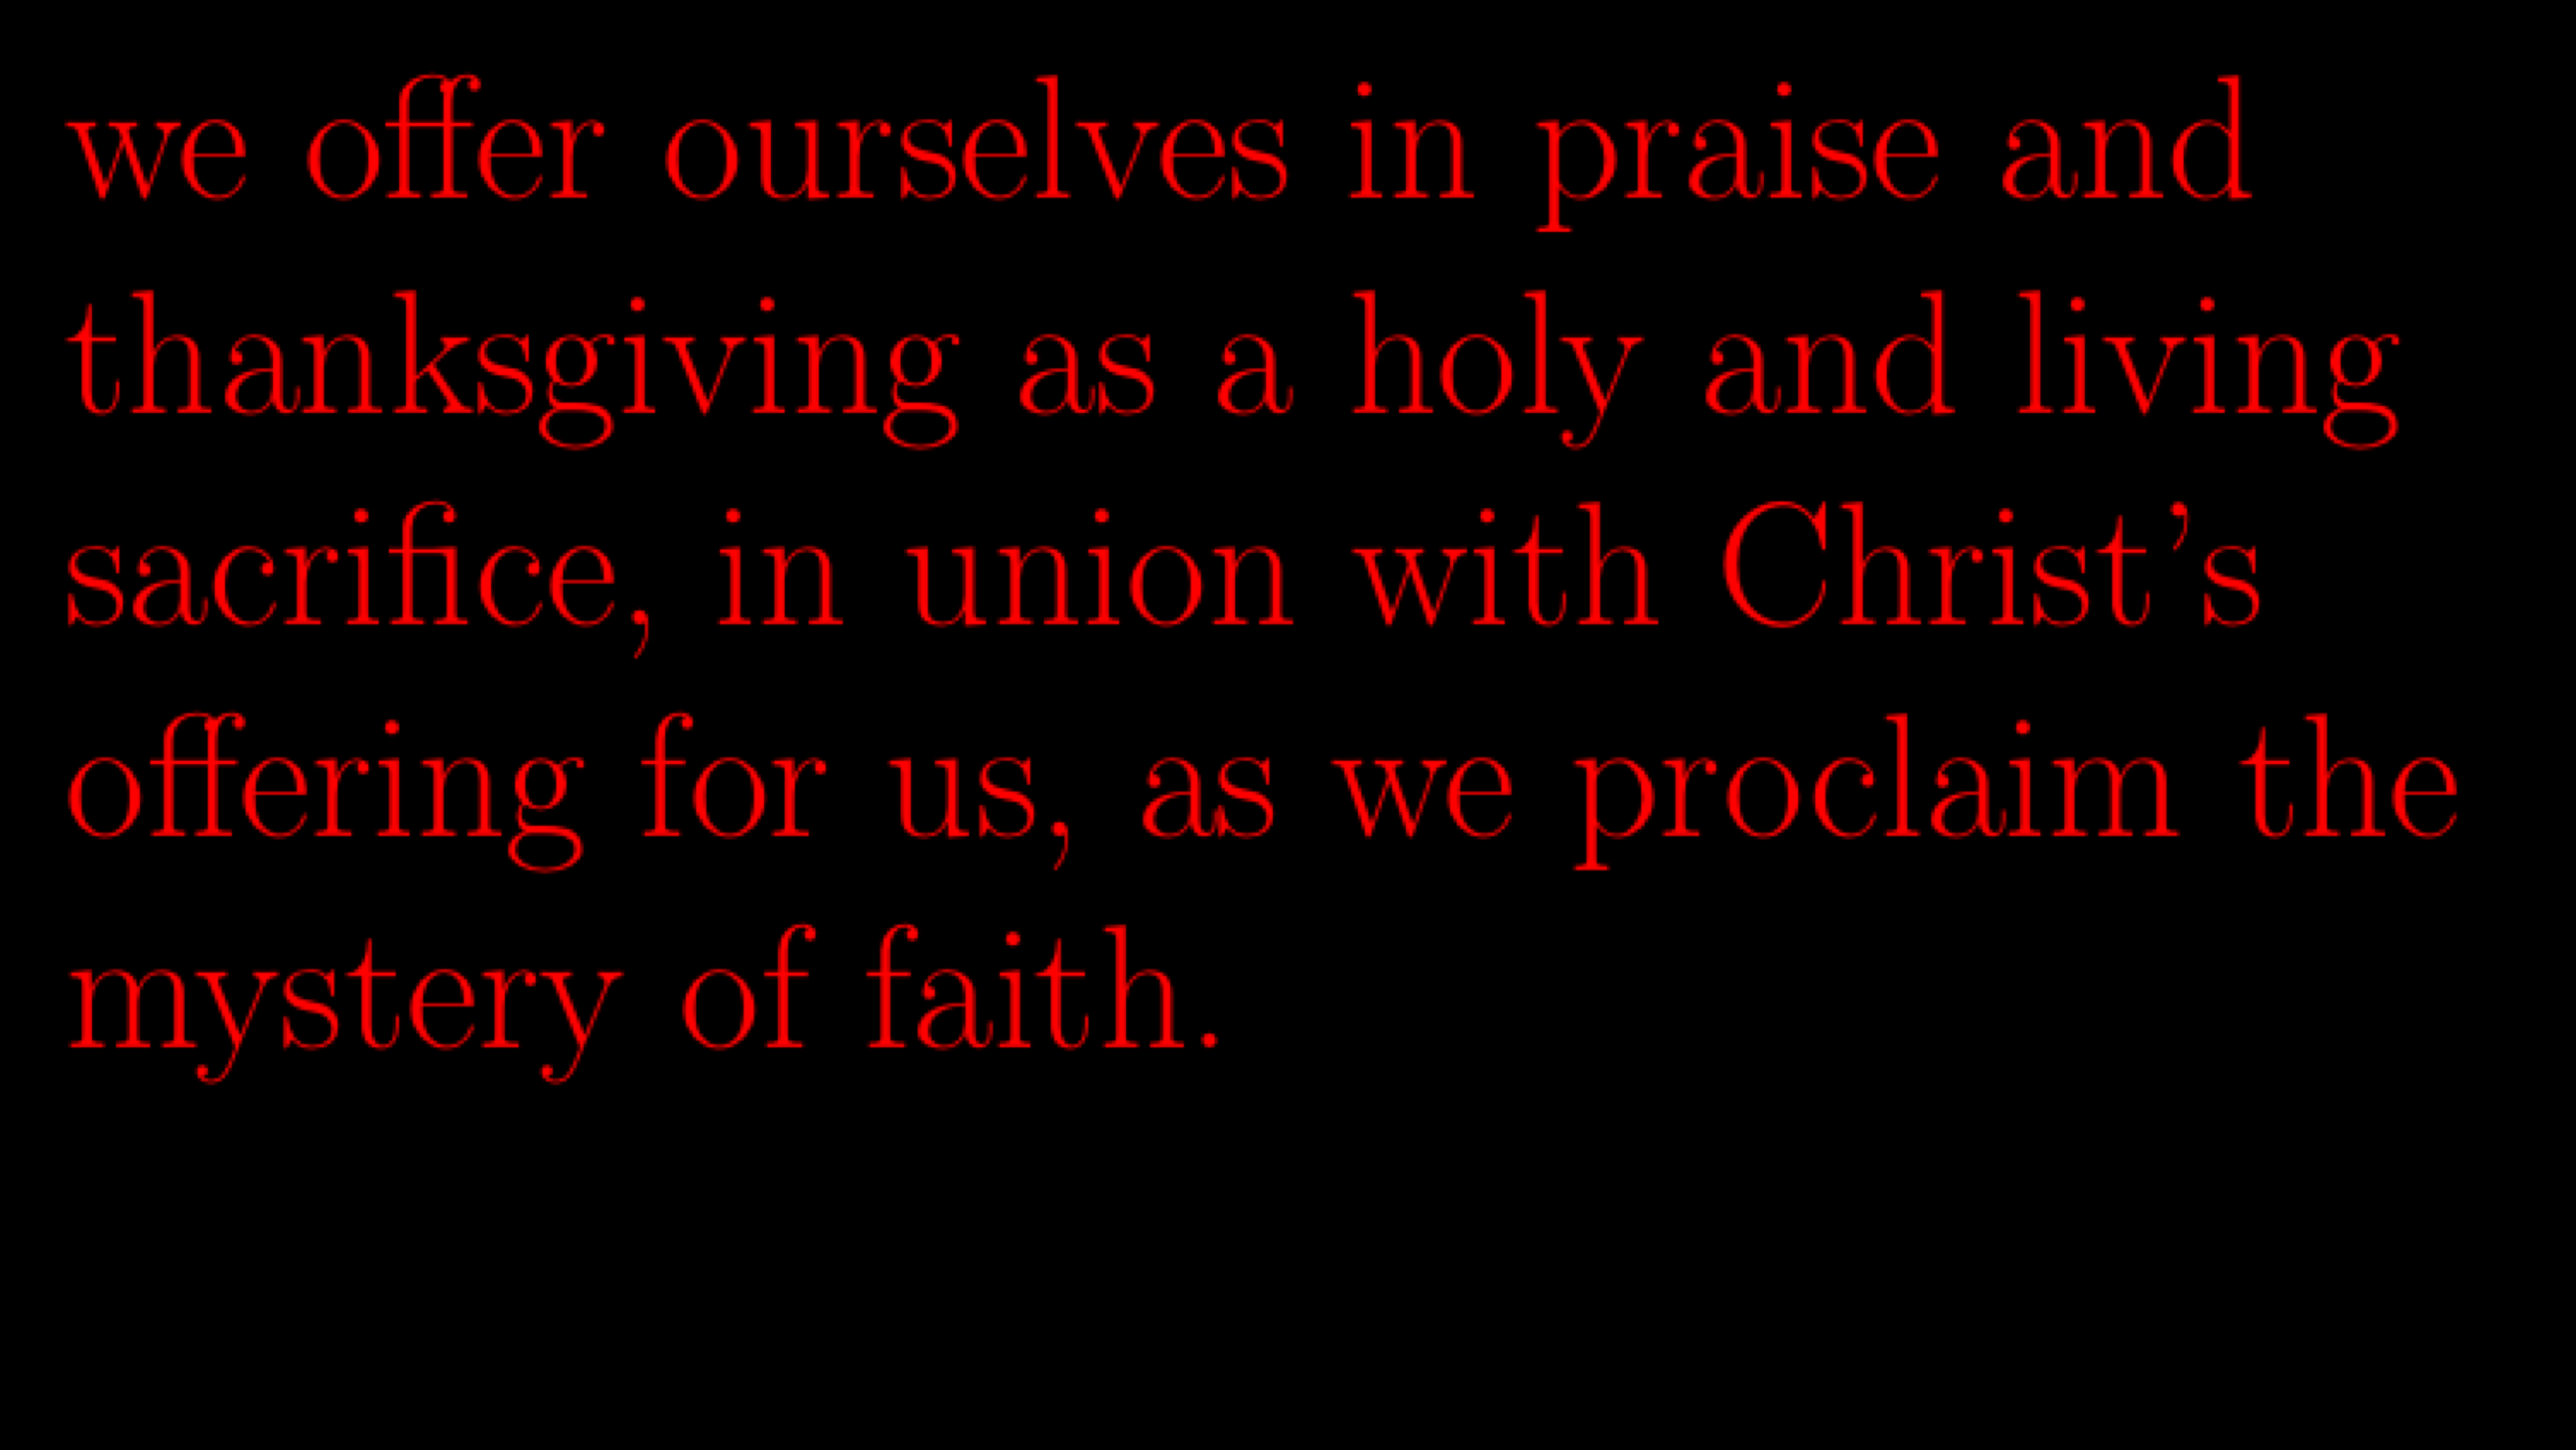 we offer ourselves in praise and
thanksgiving as a holy and living
sacrifice, in union with Christ’s
offering for us, as we proclaim the
mystery of faith.